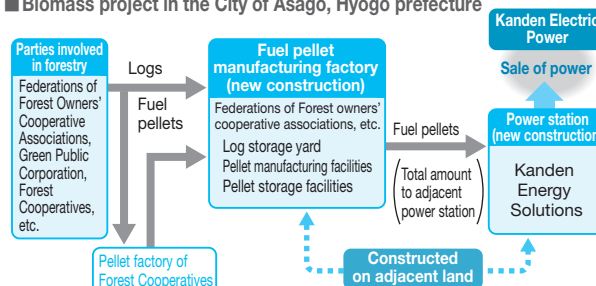 ■Biomass project in the City of Asago, Hyogo prefecture
Kanden Electric
Power
Sale of power
Parties involved
in forestry
Federations of
Forest Owners'
Cooperative
Associations,
Green Public
Corporation,
Forest
Cooperatives,
etc.
Logs
Fuel
pellets
Fuel pellet
manufacturing factory
(new construction)
Federations of Forest owners'
cooperative associations, etc.
Log storage yard
Pellet manufacturing facilities
Pellet storage facilities
Fuel pellets
(Total amount
to adjacent
power station)
Power station
(new construction
Kanden
Energy
Solutions
Pellet factory of
Forest Cooperatives
Constructed
on adjacent land